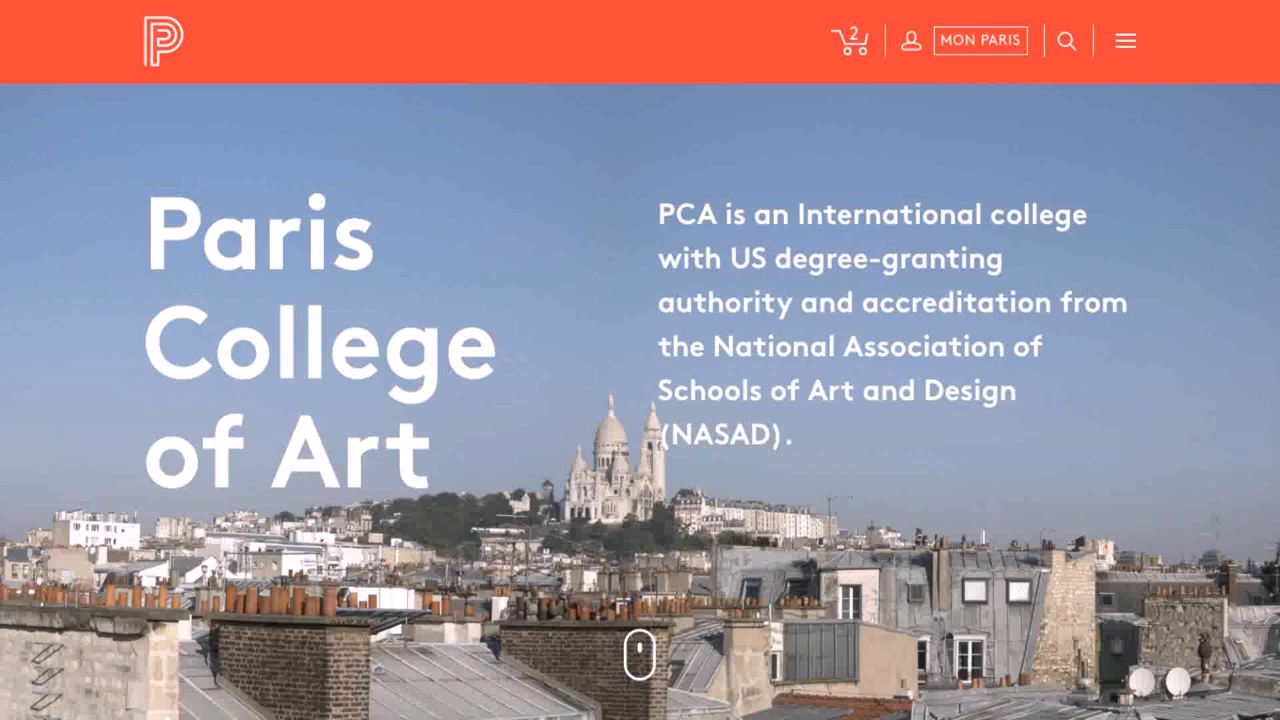 P
2
MON PARIS
Paris
College
of Art
PCA is an International college
with US degree-granting
authority and accreditation from
the National Association of
Schools of Art and Design
(NASAD).